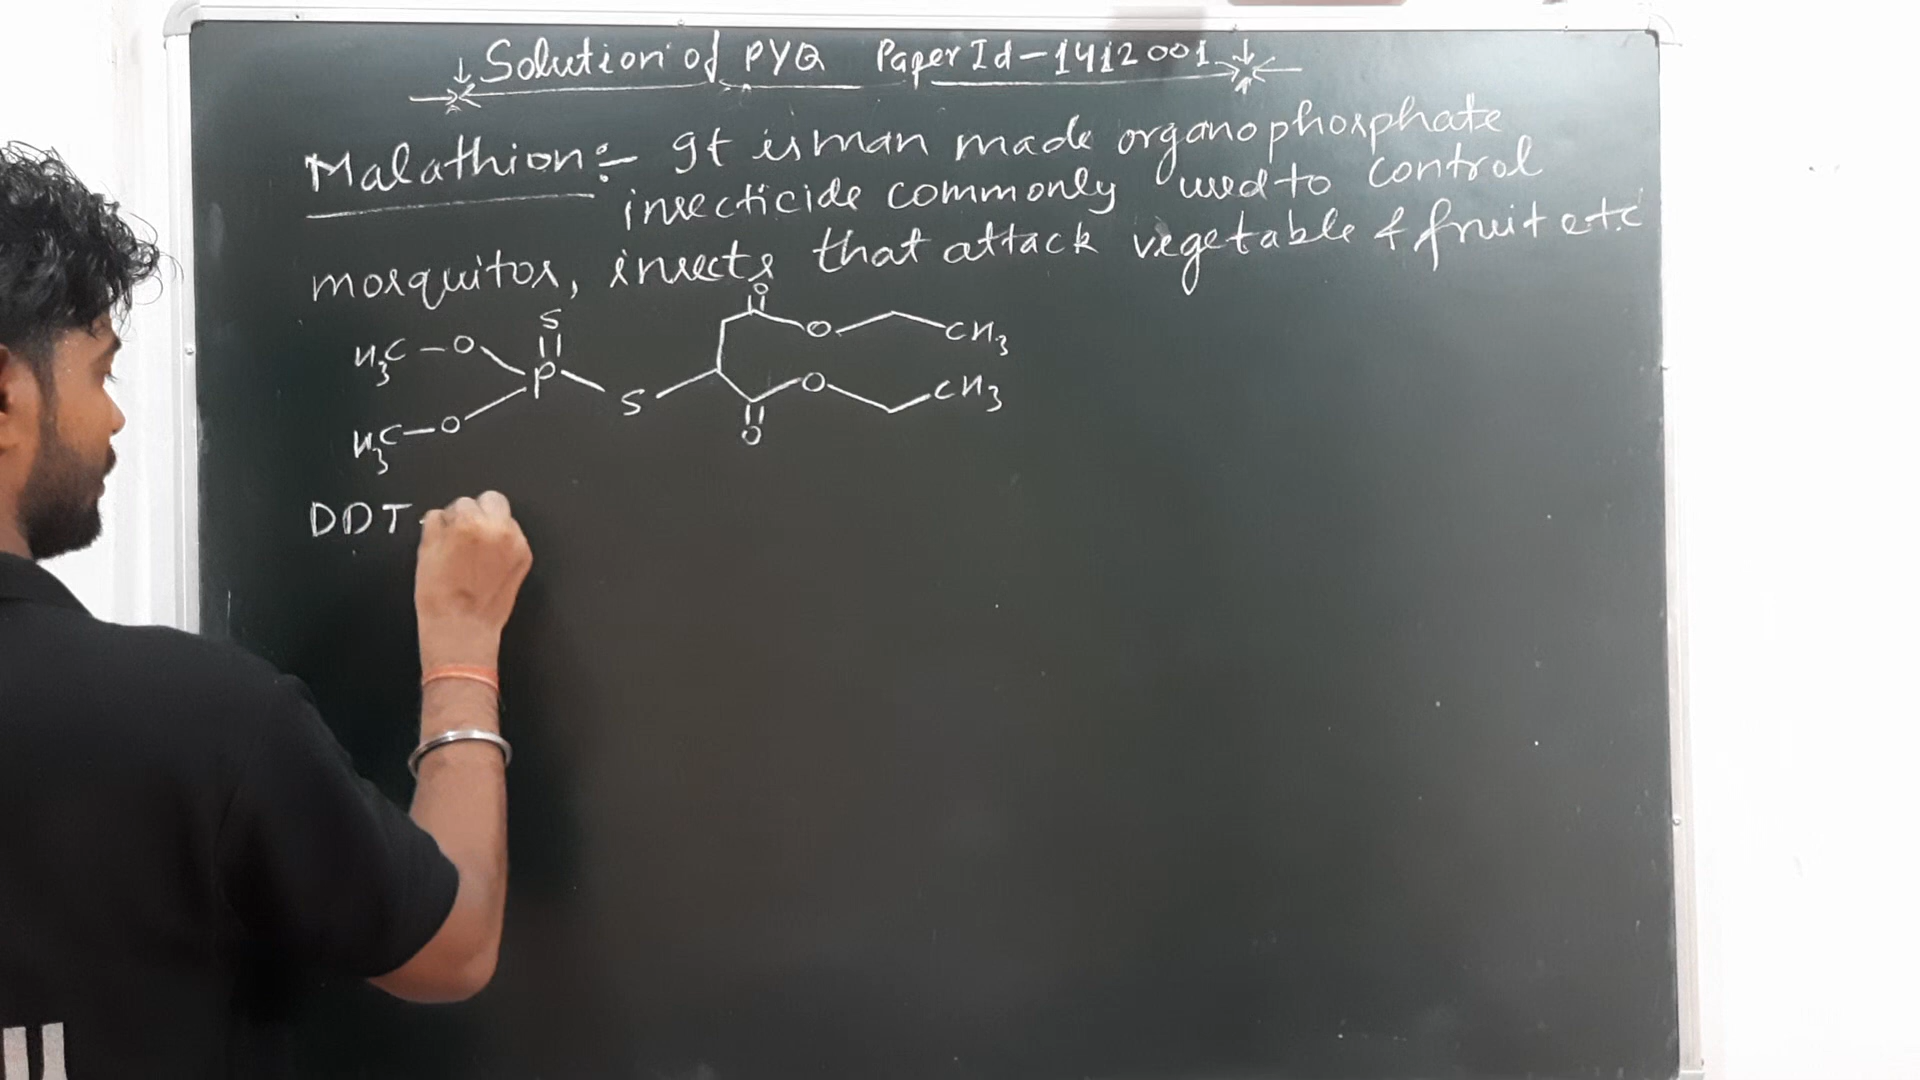 Solution of PYQ Paper Id-1412001
Malathion:- It is man made organophosphate
insecticide commonly used to control
mosquitos, insects that attack vegetable & fruit etc
O
S
H3C-O O CH3
P
S O CH3
H3C-O O
DDT